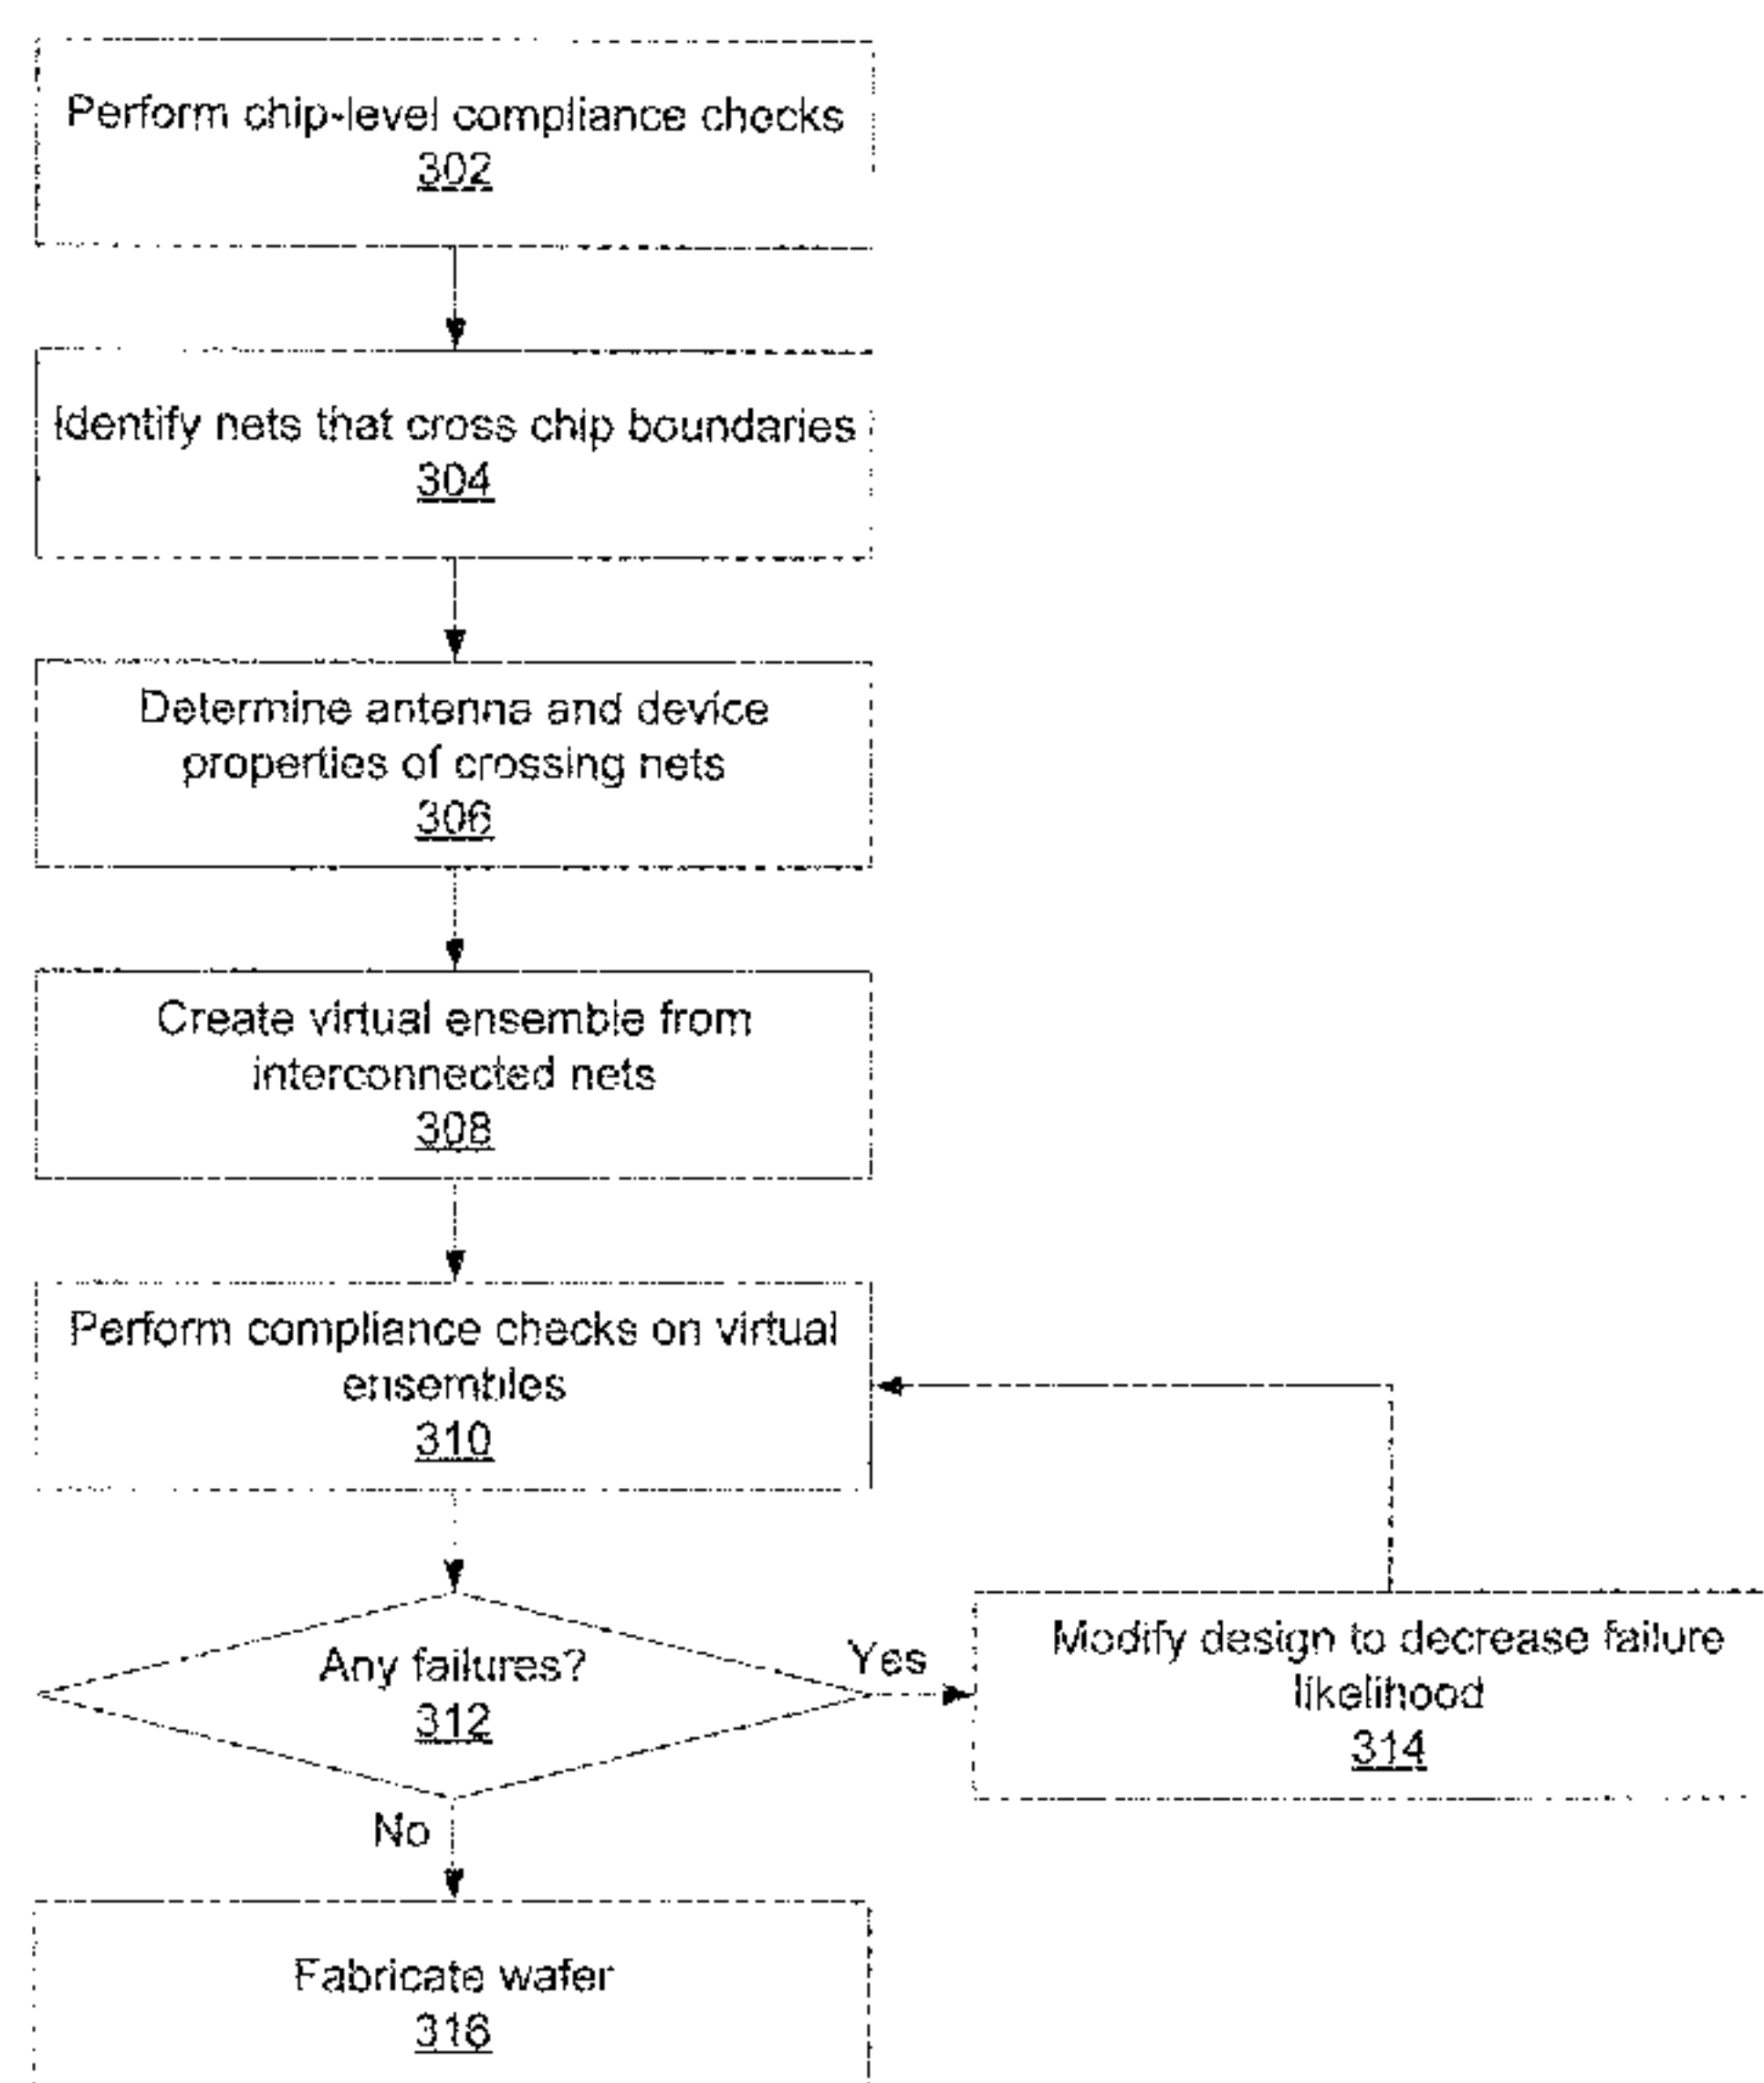 Perform chip-level compliance checks
302
Identify nets that cross chip boundaries
304
Determine antenna and device
properties of crossing nets
306
Create virtual ensemble from
interconnected nets
308
Perform compliance checks on virtual
ensembles
310
Any failures?
312
Yes
Modify design to decrease failure
likelihood
314
No
Fabricate wafer
316